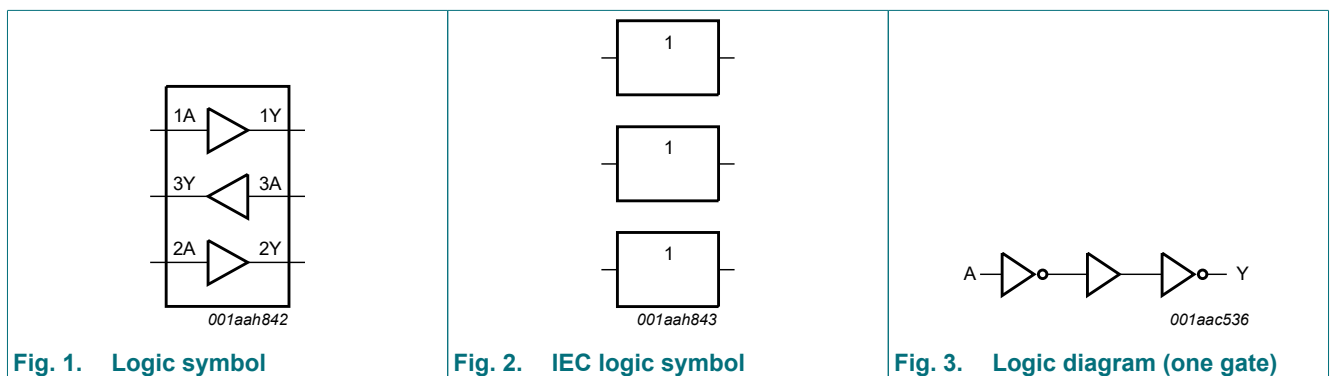 1A 1Y
3Y 3A
2A 2Y
001aah842
Fig. 1. Logic symbol
1
1
1
001aah843
Fig. 2. IEC logic symbol
A Y
001aac536
Fig. 3. Logic diagram (one gate)